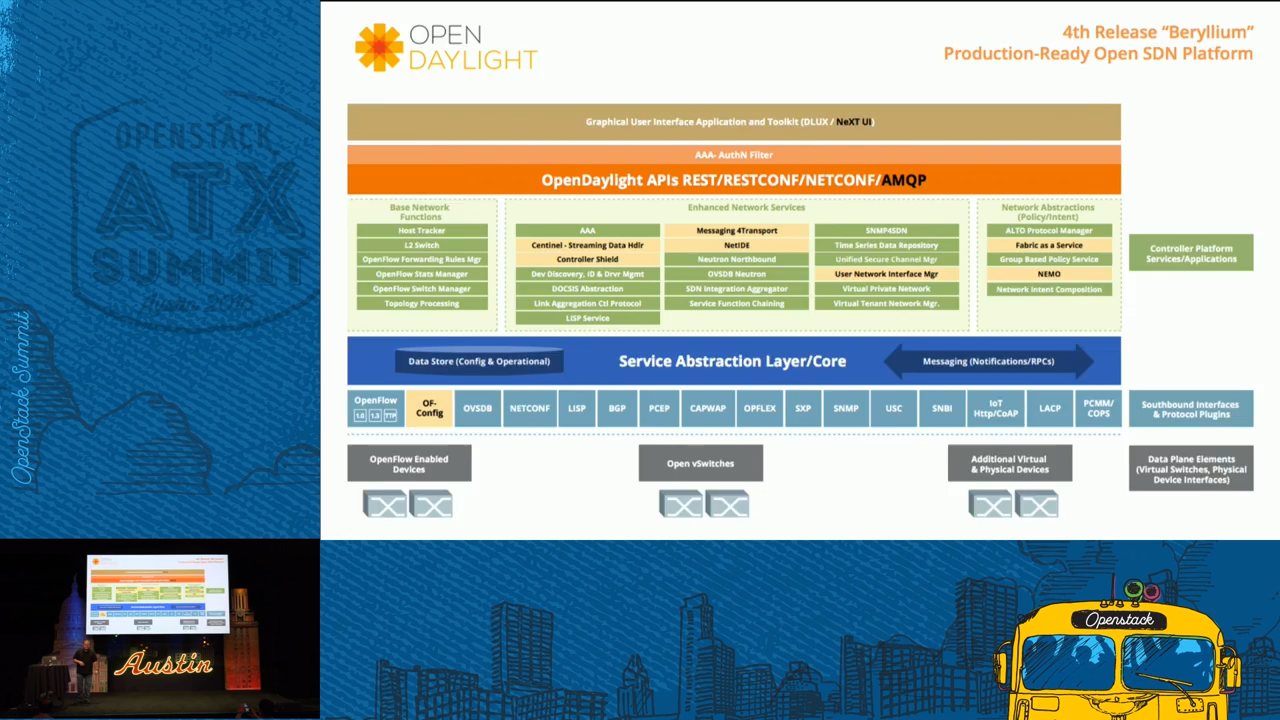 OPENSTACK
ATX
OpenStack Summit
OPEN
DAYLIGHT
4th Release “Beryllium”
Production-Ready Open SDN Platform
Graphical User Interface Application and Toolkit (DLUX / NeXT UI)
AAA- AuthN Filter
OpenDaylight APIs REST/RESTCONF/NETCONF/AMQP
Base Network
Functions
Host Tracker
L2 Switch
OpenFlow Forwarding Rules Mgr
OpenFlow Stats Manager
OpenFlow Switch Manager
Topology Processing
Enhanced Network Services
AAA
Centinel - Streaming Data Hdlr
Controller Shield
Dev Discovery, ID & Drvr Mgmt
DOCSIS Abstraction
Link Aggregation Ctl Protocol
LISP Service
Messaging 4Transport
NetIDE
Neutron Northbound
OVSDB Neutron
SDN Integration Aggregator
Service Function Chaining
SNMP4SDN
Time Series Data Repository
Unified Secure Channel Mgr
User Network Interface Mgr
Virtual Private Network
Virtual Tenant Network Mgr.
Network Abstractions
(Policy/Intent)
ALTO Protocol Manager
Fabric as a Service
Group Based Policy Service
NEMO
Network Intent Composition
Controller Platform
Services/Applications
Data Store (Config & Operational)
Service Abstraction Layer/Core
Messaging (Notifications/RPCs)
OpenFlow
1.0 1.3 TTP
OF-
Config
OVSDB
NETCONF
LISP
BGP
PCEP
CAPWAP
OPFLEX
SXP
SNMP
USC
SNBI
IoT
Http/CoAP
LACP
PCMM/
COPS
Southbound Interfaces
& Protocol Plugins
OpenFlow Enabled
Devices
Open vSwitches
Additional Virtual
& Physical Devices
Data Plane Elements
(Virtual Switches, Physical
Device Interfaces)
Austin
Openstack